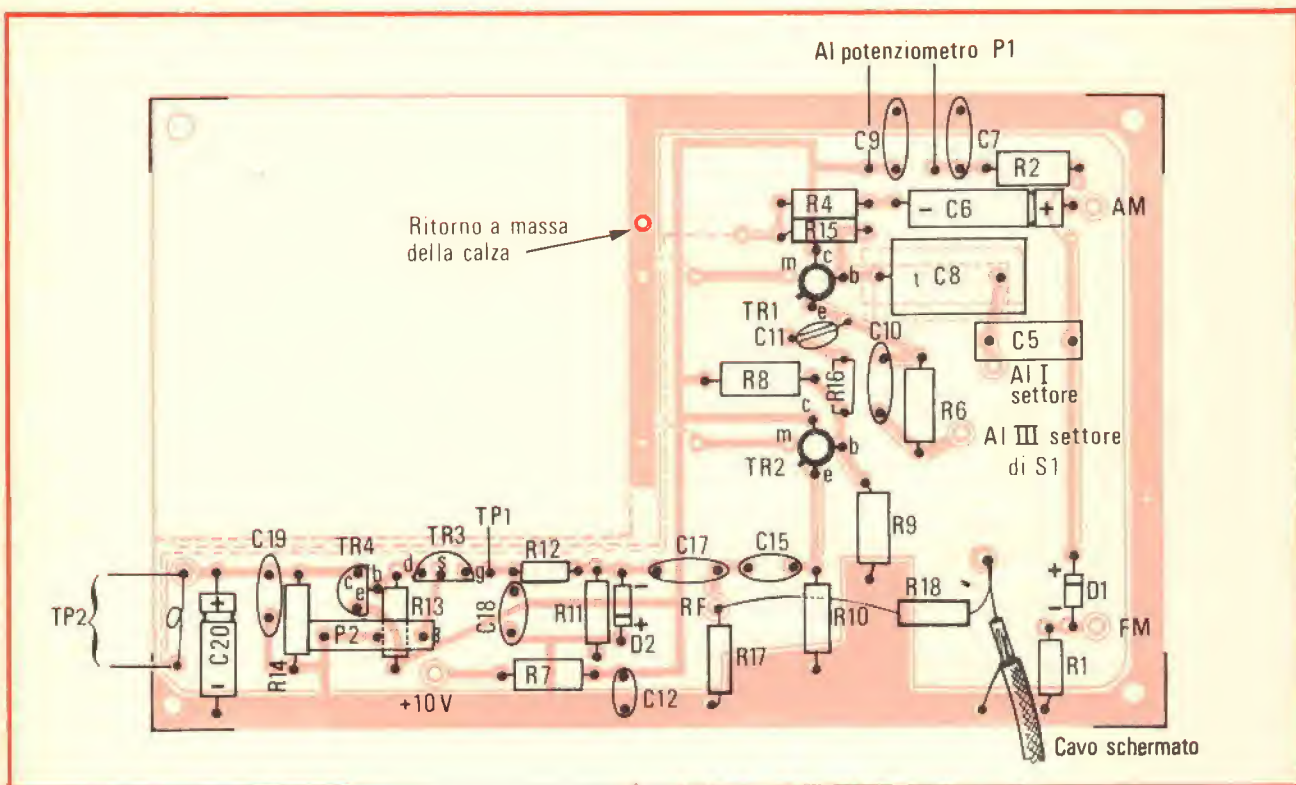 Al potenziometro P1
C9
C7
R2
R4
- C6 +
AM
R15
Ritorno a massa
della calza
c
m
b
t C8
e
TR1
C11
C10
C5
Al I
settore
R8
R16
R6
c
m
b
Al III settore
di S1
TR2
e
R9
C19
TR4
TR3
TP1
R12
C17
C15
d
s
g
c
b
e
+
D1
-
TP2
R13
C18
R11
RF
R18
+
C20
-
P2
D2
+
R10
FM
R14
R7
R17
R1
+10V
C12
Cavo schermato